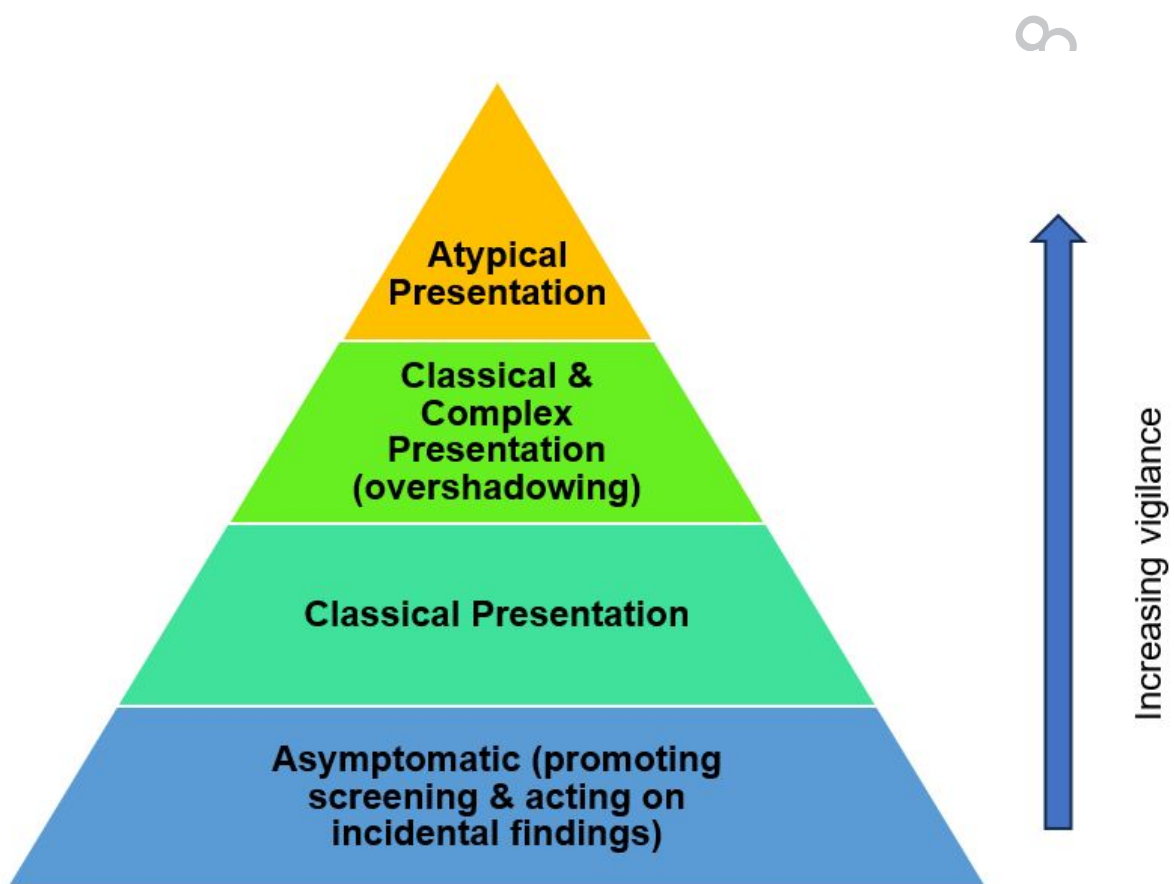 Atypical
Presentation
Classical &
Complex
Presentation
(overshadowing)
Classical Presentation
Asymptomatic (promoting
screening & acting on
incidental findings)
Increasing vigilance